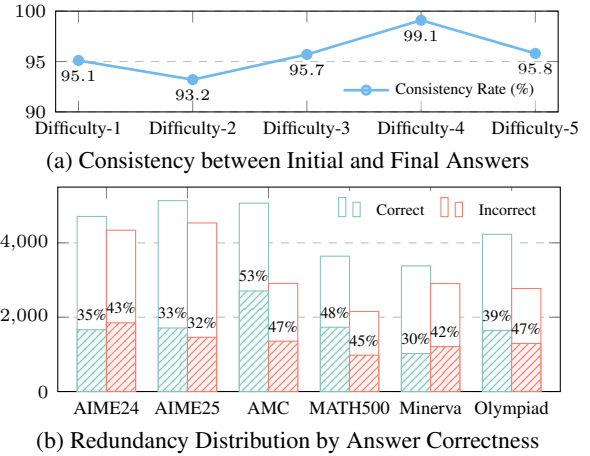 100
99.1
95
95.1
93.2
95.7
95.8
Consistency Rate (%)
90
Difficulty-1 Difficulty-2 Difficulty-3 Difficulty-4 Difficulty-5
(a) Consistency between Initial and Final Answers
Correct Incorrect
4,000
2,000
0
35% 43% 33% 32% 53% 47% 48% 45% 30% 42% 39% 47%
AIME24 AIME25 AMC MATH500 Minerva Olympiad
(b) Redundancy Distribution by Answer Correctness